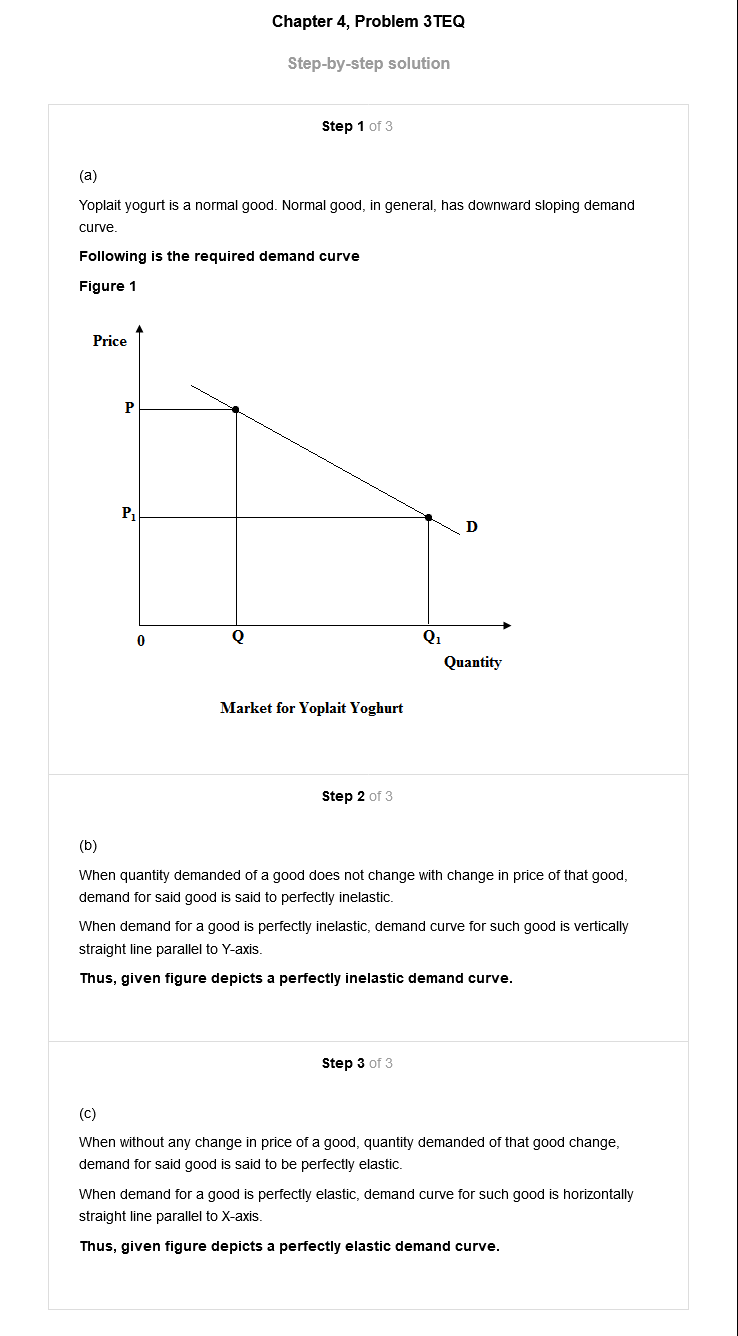 Chapter 4, Problem 3TEQ
Step-by-step solution
Step 1 of 3
(a)
Yoplait yogurt is a normal good. Normal good, in general, has downward sloping demand
curve.
Following is the required demand curve
Figure 1
Price
P
P₁
D
0
Q
Q₁
Quantity
Market for Yoplait Yoghurt
Step 2 of 3
(b)
When quantity demanded of a good does not change with change in price of that good,
demand for said good is said to perfectly inelastic.
When demand for a good is perfectly inelastic, demand curve for such good is vertically
straight line parallel to Y-axis.
Thus, given figure depicts a perfectly inelastic demand curve.
Step 3 of 3
(c)
When without any change in price of a good, quantity demanded of that good change,
demand for said good is said to be perfectly elastic.
When demand for a good is perfectly elastic, demand curve for such good is horizontally
straight line parallel to X-axis.
Thus, given figure depicts a perfectly elastic demand curve.